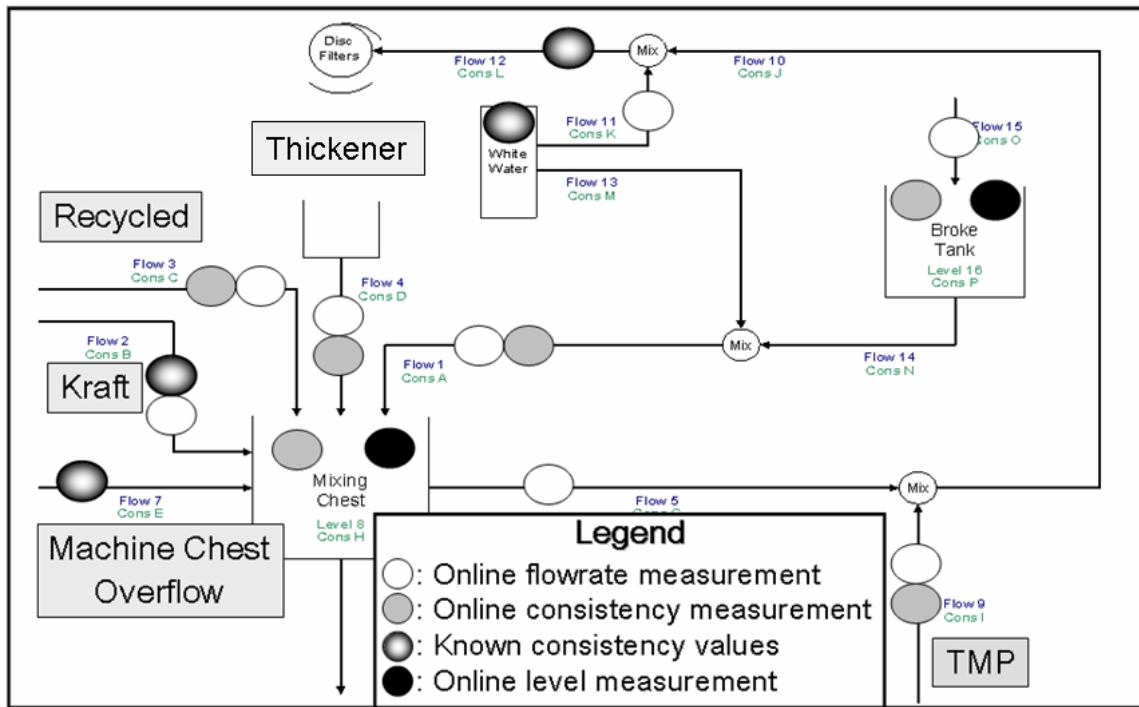 Disc
Filters
Flow 12
Cons L
Mix
Flow 10
Cons J
Flow 11
Cons K
White
Water
Flow 13
Cons M
Flow 15
Cons O
Thickener
Recycled
Flow 3
Cons C
Flow 4
Cons D
Broke
Tank
Level 16
Cons P
Flow 2
Cons B
Kraft
Flow 1
Cons A
Mix
Flow 14
Cons N
Mixing
Chest
Level 8
Cons H
Flow 7
Cons E
Flow 5
Mix
Machine Chest
Overflow
Legend
: Online flowrate measurement
: Online consistency measurement
: Known consistency values
: Online level measurement
Flow 9
Cons I
TMP